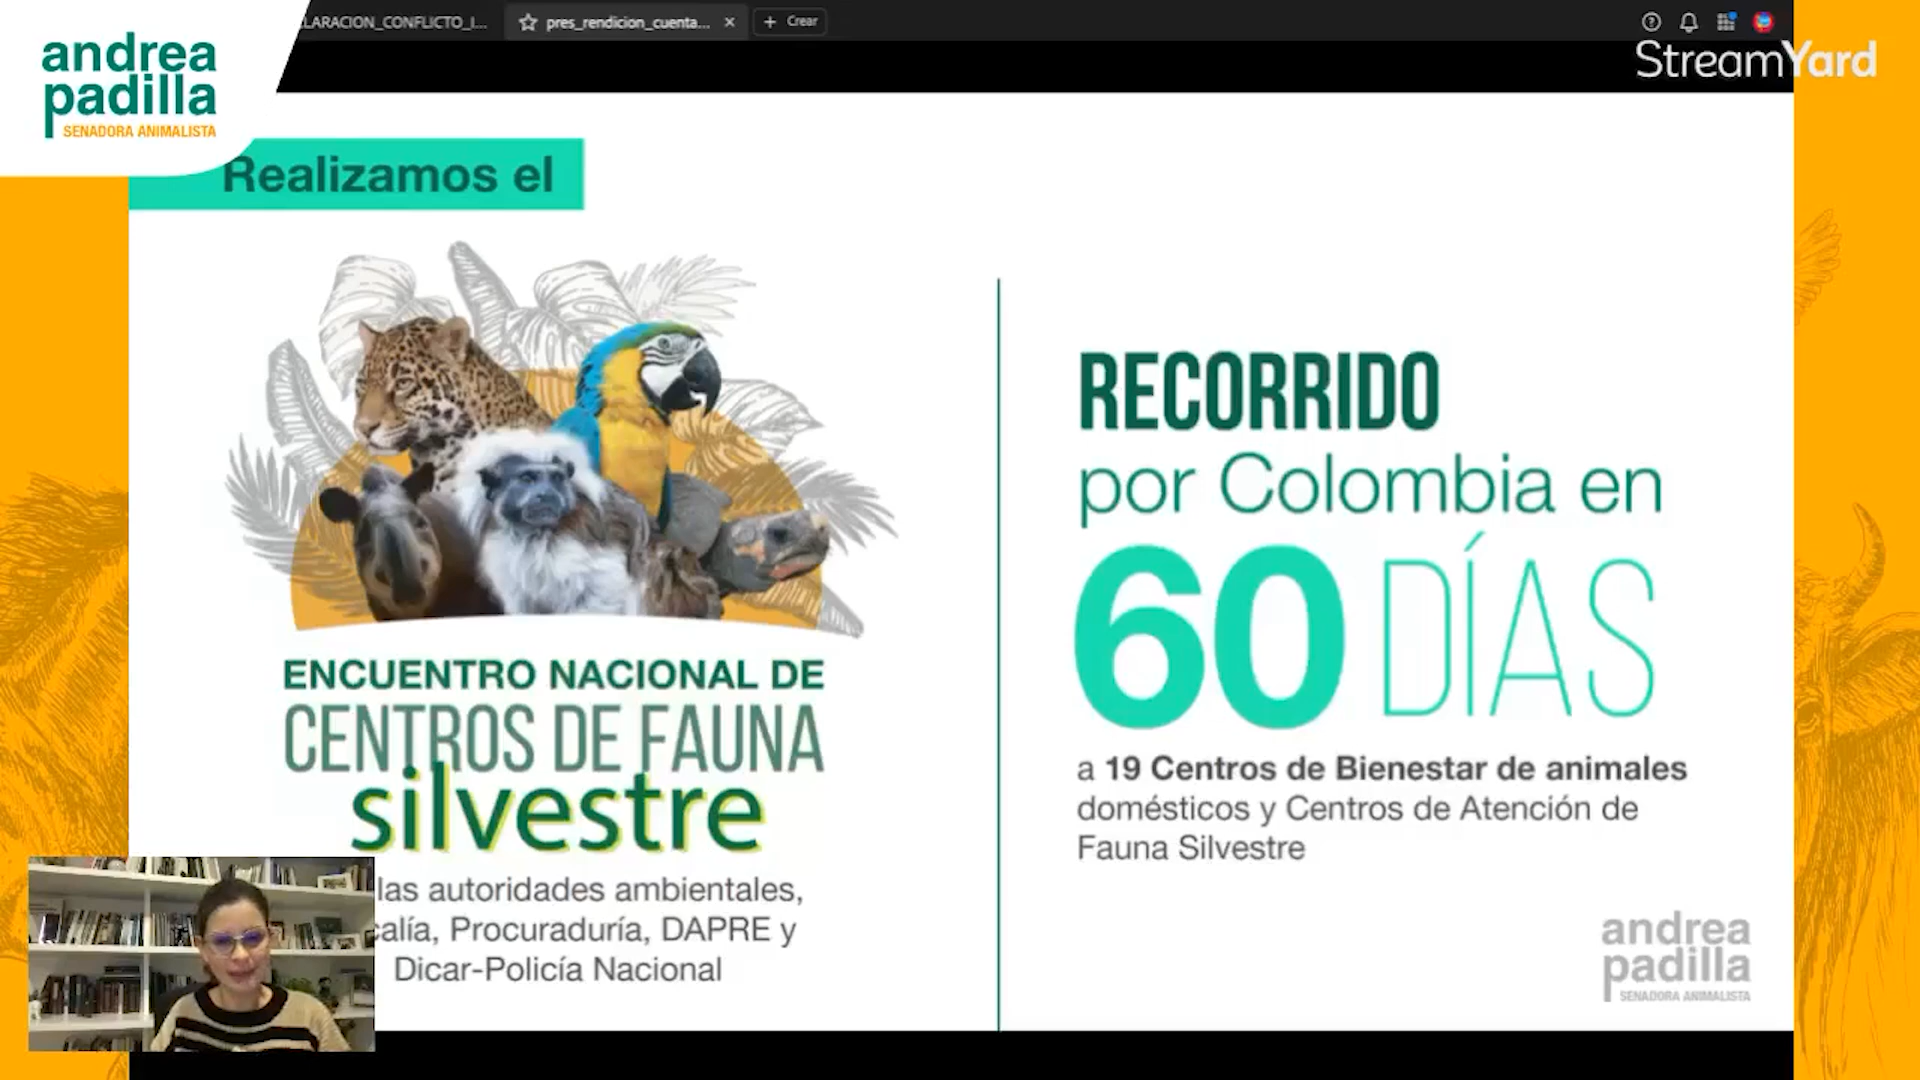 LARACION_CONFLICTO_I...
pres_rendicion_cuenta...
Crear
StreamYard
andrea
padilla
SENADORA ANIMALISTA
Realizamos el
ENCUENTRO NACIONAL DE
CENTROS DE FAUNA
silvestre
las autoridades ambientales,
calía, Procuraduría, DAPRE y
Dicar-Policía Nacional
RECORRIDO
por Colombia en
60 DÍAS
a 19 Centros de Bienestar de animales
domésticos y Centros de Atención de
Fauna Silvestre
andrea
padilla
SENADORA ANIMALISTA